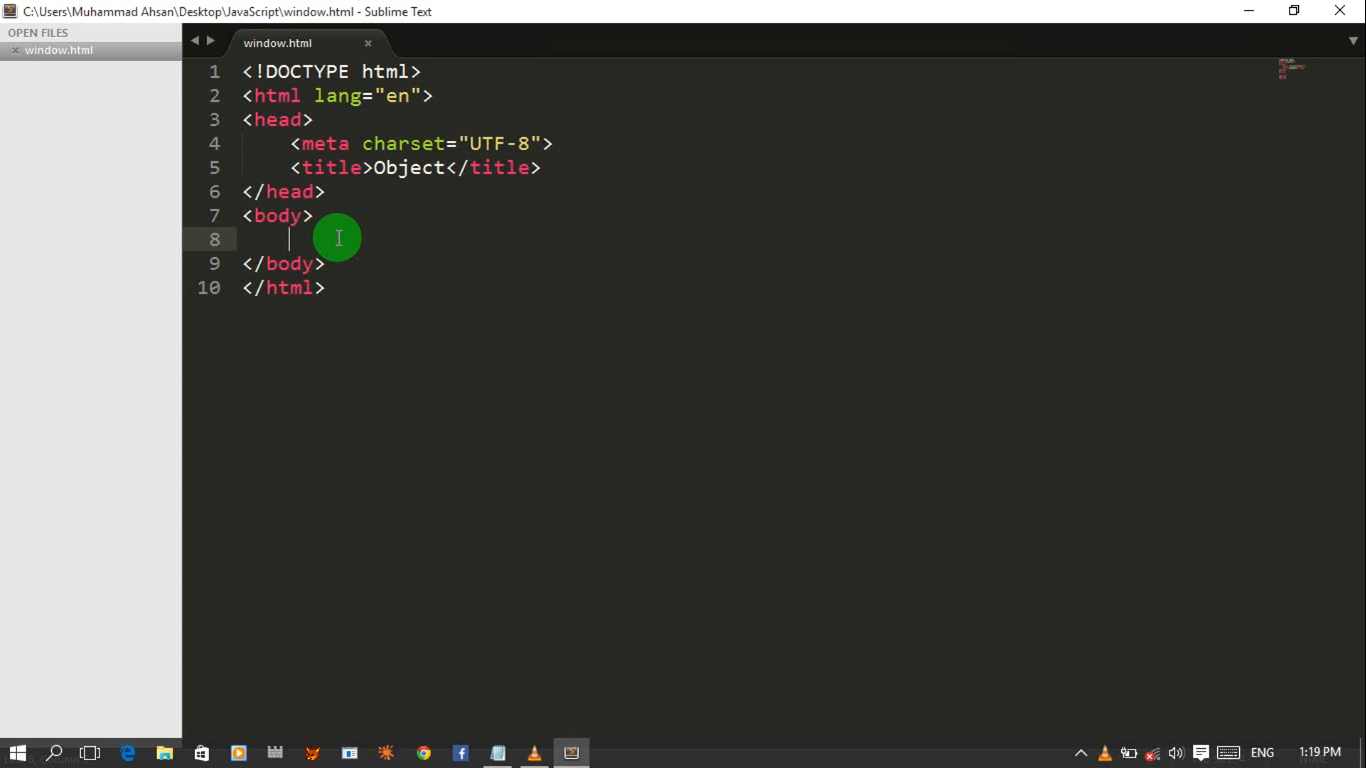 C:\Users\Muhammad Ahsan\Desktop\JavaScript\window.html - Sublime Text
OPEN FILES
window.html
window.html
1 <!DOCTYPE html>
2 <html lang="en">
3 <head>
4 <meta charset="UTF-8">
5 <title>Object</title>
6 </head>
7 <body>
8
9 </body>
10 </html>
ENG
1:19 PM